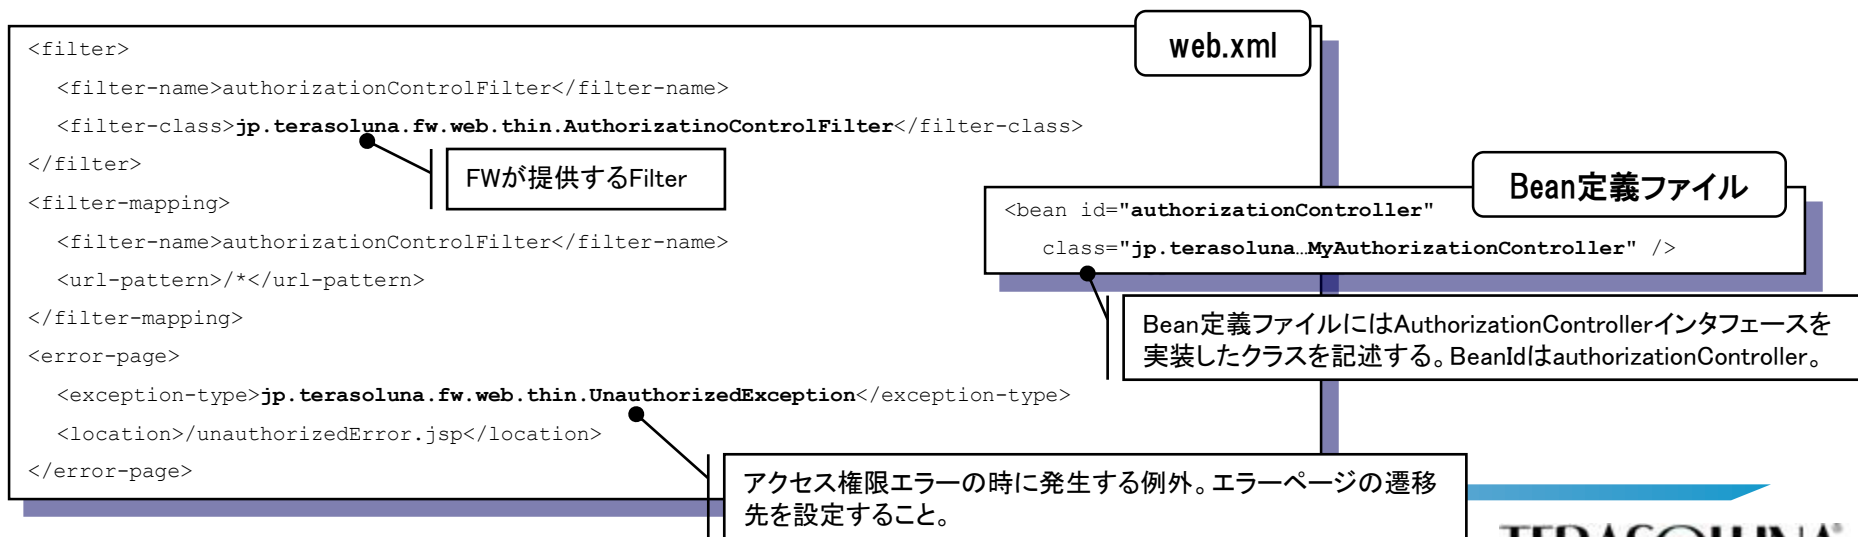 web.xml
<filter>
<filter-name>authorizationControlFilter</filter-name>
<filter-class>jp.terasoluna.fw.web.thin.AuthorizatinoControlFilter</filter-class>
</filter>
FWが提供するFilter
<filter-mapping>
<filter-name>authorizationControlFilter</filter-name>
<url-pattern>/*</url-pattern>
</filter-mapping>
<error-page>
<exception-type>jp.terasoluna.fw.web.thin.UnauthorizedException</exception-type>
<location>/unauthorizedError.jsp</location>
</error-page>
アクセス権限エラーの時に発生する例外。エラーページの遷移
先を設定すること。
Bean定義ファイル
<bean id="authorizationController"
class="jp.terasoluna…MyAuthorizationController" />
Bean定義ファイルにはAuthorizationControllerインタフェースを
実装したクラスを記述する。BeanIdはauthorizationController。
TERASOLUNA®